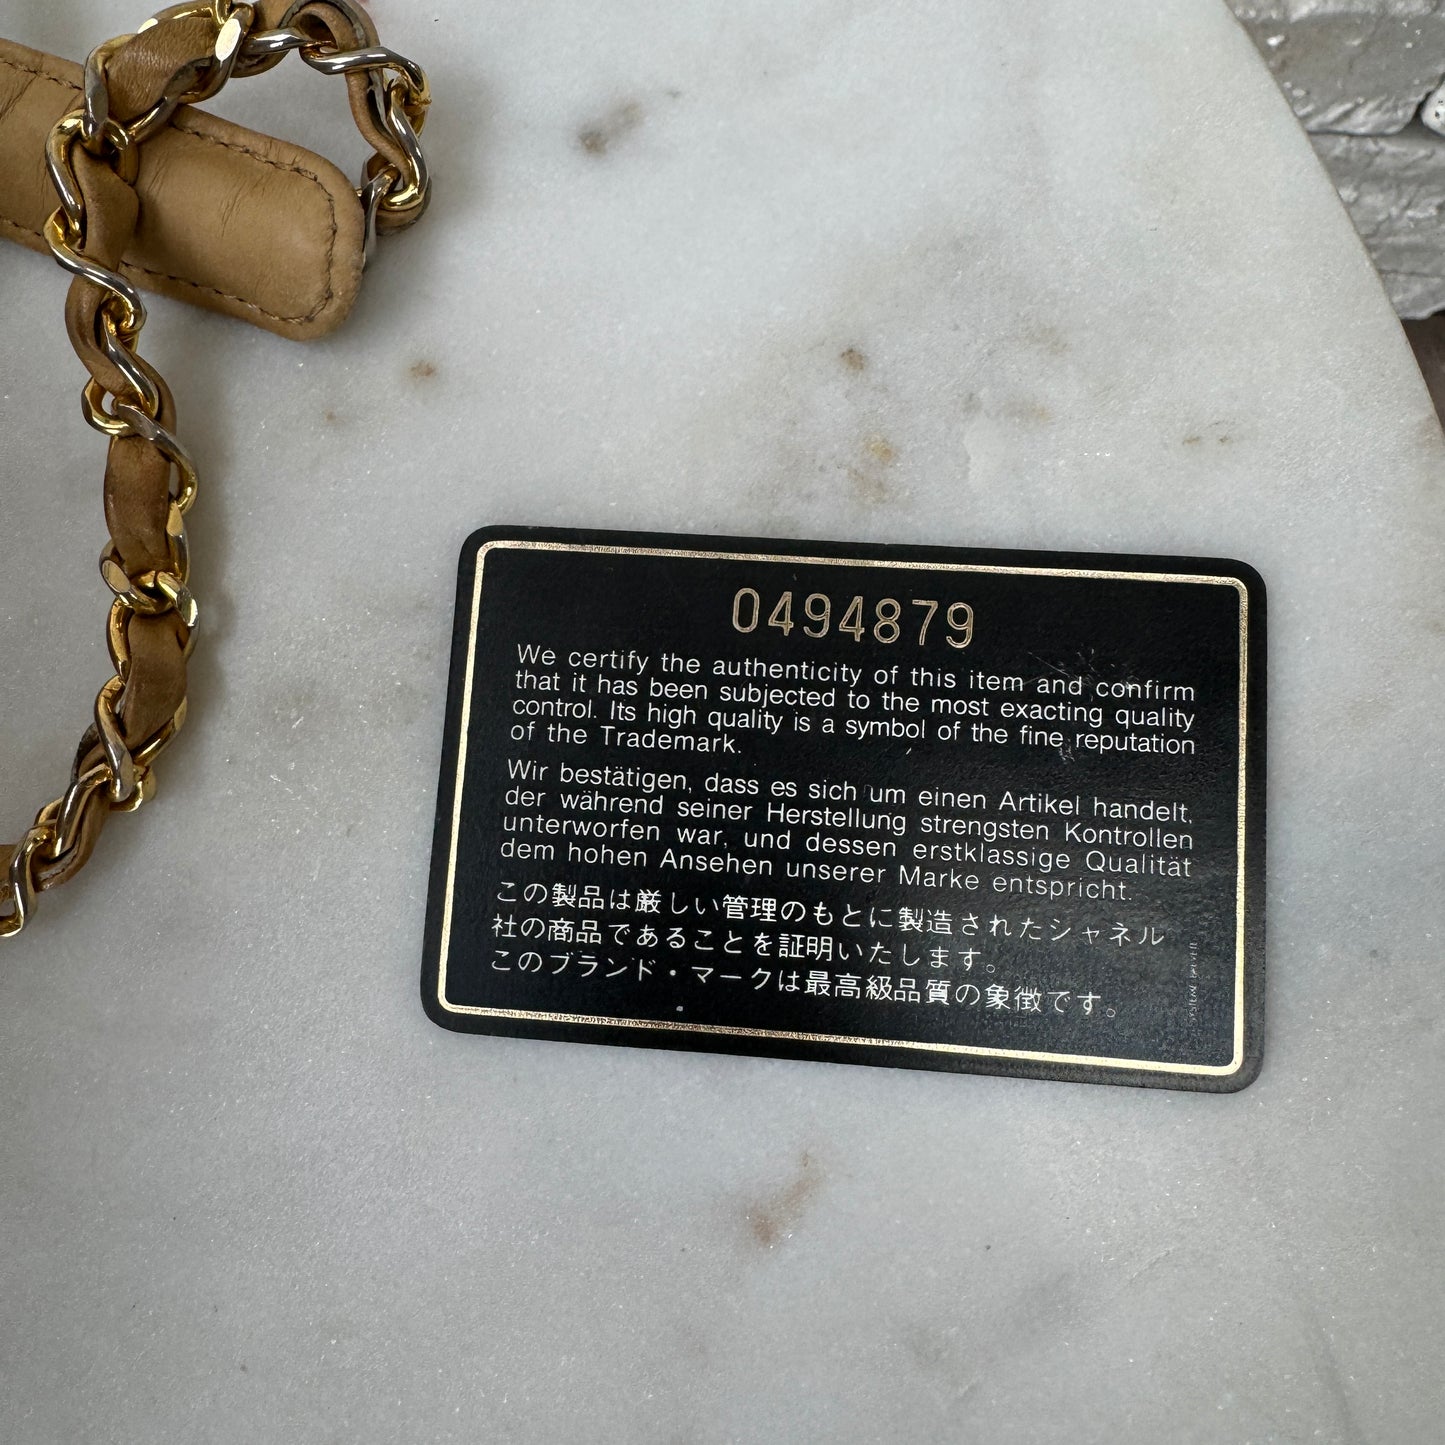 0494879
We certify the authenticity of this item and confirm
that it has been subjected to the most exacting quality
control. Its high quality is a symbol of the fine reputation
of the Trademark.
Wir bestätigen, dass es sich um einen Artikel handelt,
der während seiner Herstellung strengsten Kontrollen
unterworfen war, und dessen erstklassige Qualität
dem hohen Ansehen unserer Marke entspricht.
この製品は厳しい管理のもとに製造されたシャネル
社の商品であることを証明いたします。
このブランド・マークは最高級品質の象徴です。